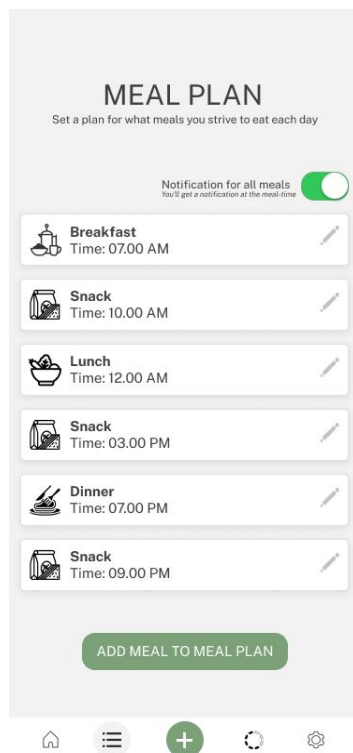 MEAL PLAN
Set a plan for what meals you strive to eat each day
Notification for all meals
You'll get a notification at the meal-time
Breakfast
Time: 07.00 AM
Snack
Time: 10.00 AM
Lunch
Time: 12.00 AM
Snack
Time: 03.00 PM
Dinner
Time: 07.00 PM
Snack
Time: 09.00 PM
ADD MEAL TO MEAL PLAN